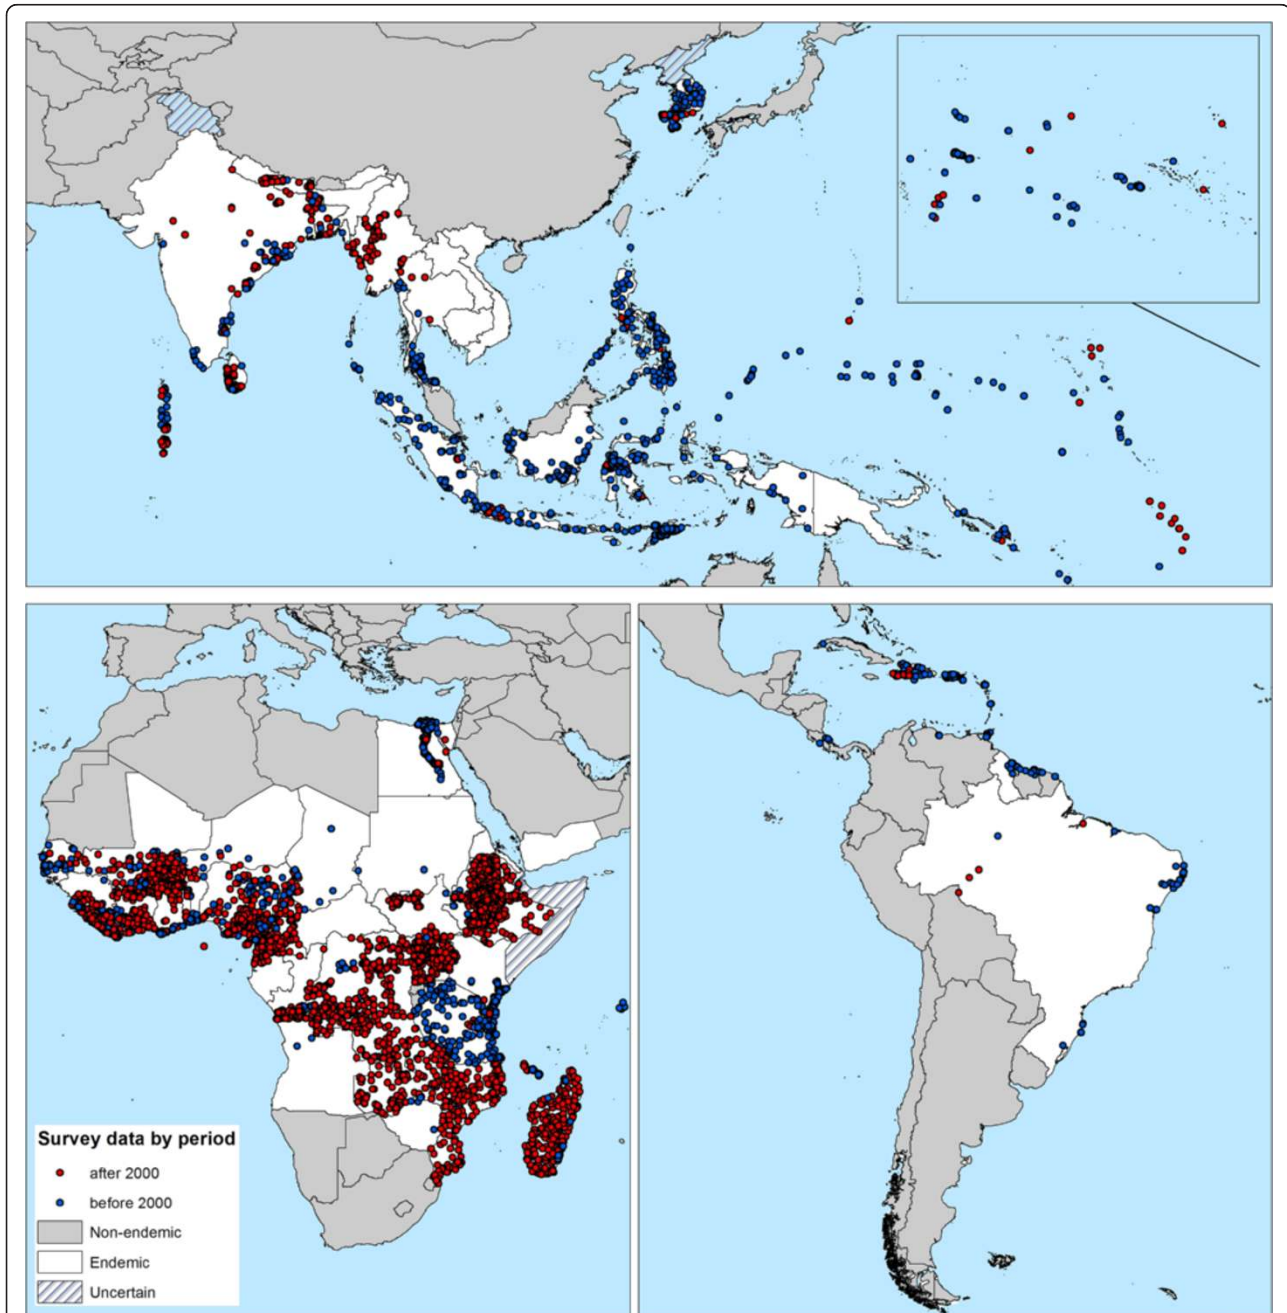 Survey data by period
after 2000
before 2000
Non-endemic
Endemic
Uncertain